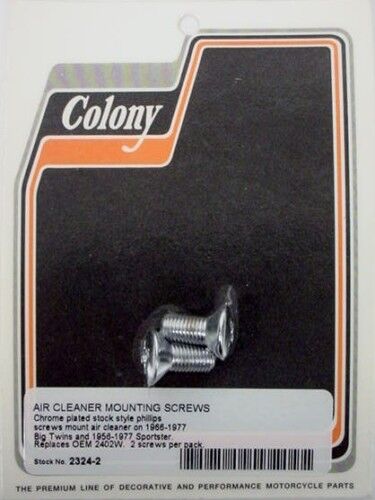 Colony
AIR CLEANER MOUNTING SCREWS
Chrome plated stock style phillips
screws mount air cleaner on 1966-1977
Big Twins and 1956-1977 Sportster.
Replaces OEM 2402W. 2 screws per pack.
Stock No. 2324-2
THE PREMIUM LINE OF DECORATIVE AND PERFORMANCE MOTORCYCLE PARTS